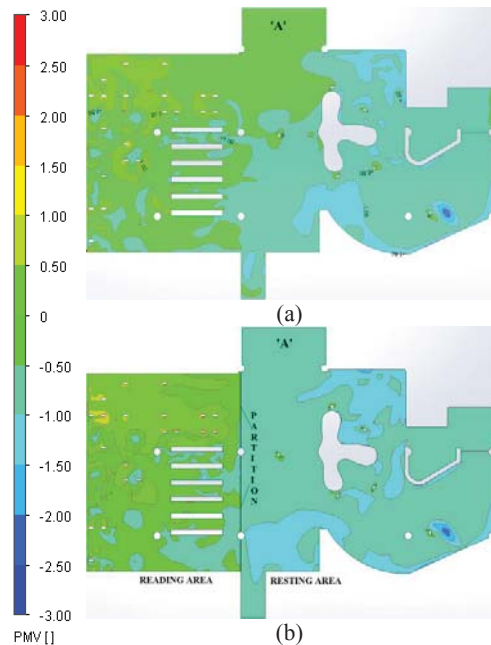 3.00
2.50
2.00
1.50
1.00
0.50
0
-0.50
-1.00
-1.50
-2.00
-2.50
-3.00
PMV [ ]
'A'
(a)
'A'
PARTITION
READING AREA
RESTING AREA
(b)